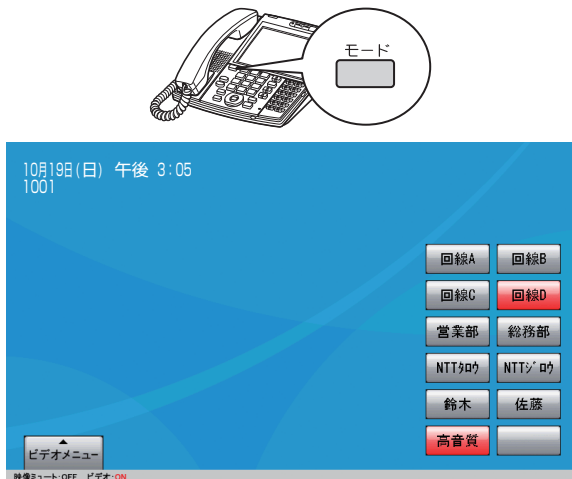 モード
10月19日(日) 午後 3:05
1001
回線A 回線B
回線C 回線D
営業部 総務部
NTTﾀﾛｳ NTTｼﾞﾛｳ
鈴木 佐藤
高音質
ビデオメニュー
映像ミュート:OFF ビデオ:ON